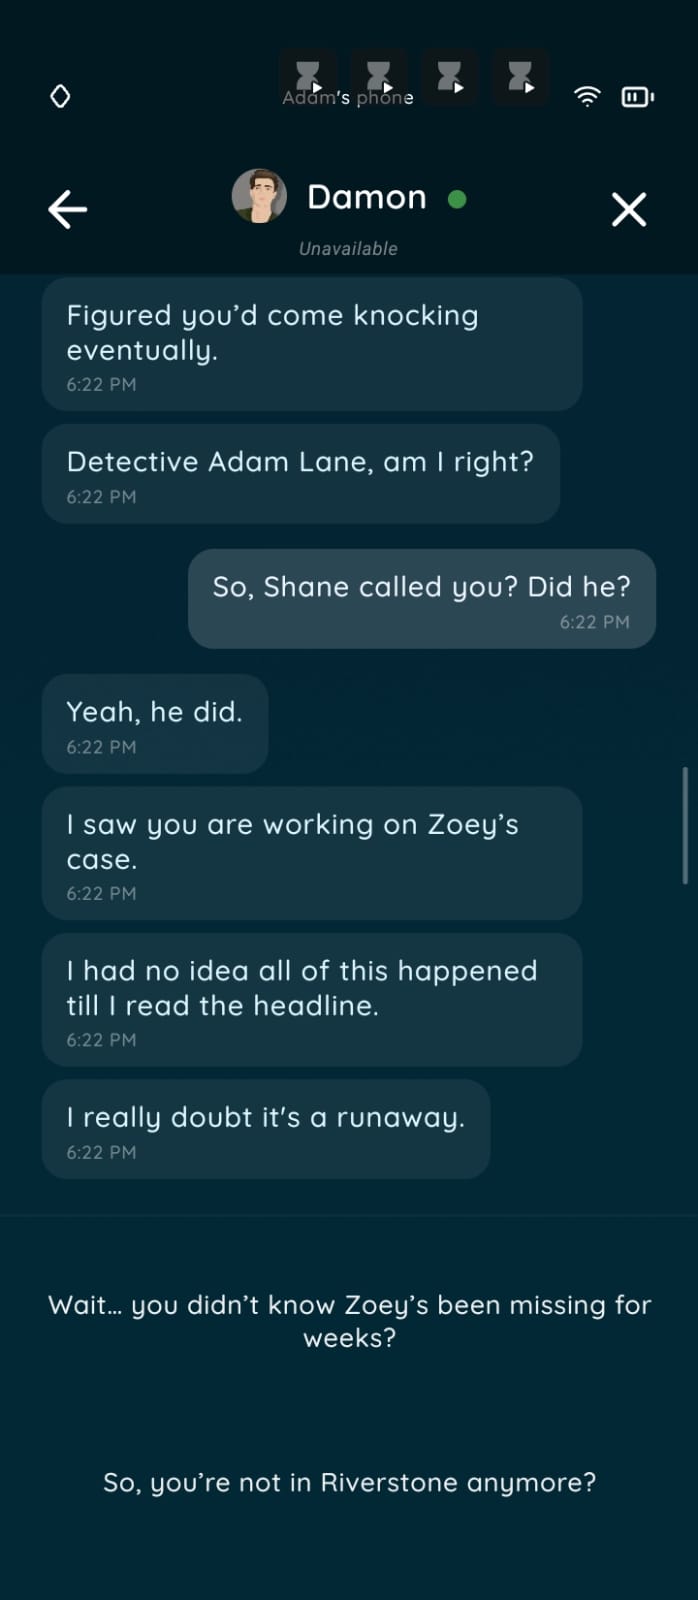 Adam's phone
Damon
Unavailable
Figured you’d come knocking
eventually.
6:22 PM
Detective Adam Lane, am I right?
6:22 PM
So, Shane called you? Did he?
6:22 PM
Yeah, he did.
6:22 PM
I saw you are working on Zoey’s
case.
6:22 PM
I had no idea all of this happened
till I read the headline.
6:22 PM
I really doubt it's a runaway.
6:22 PM
Wait... you didn’t know Zoey’s been missing for
weeks?
So, you’re not in Riverstone anymore?